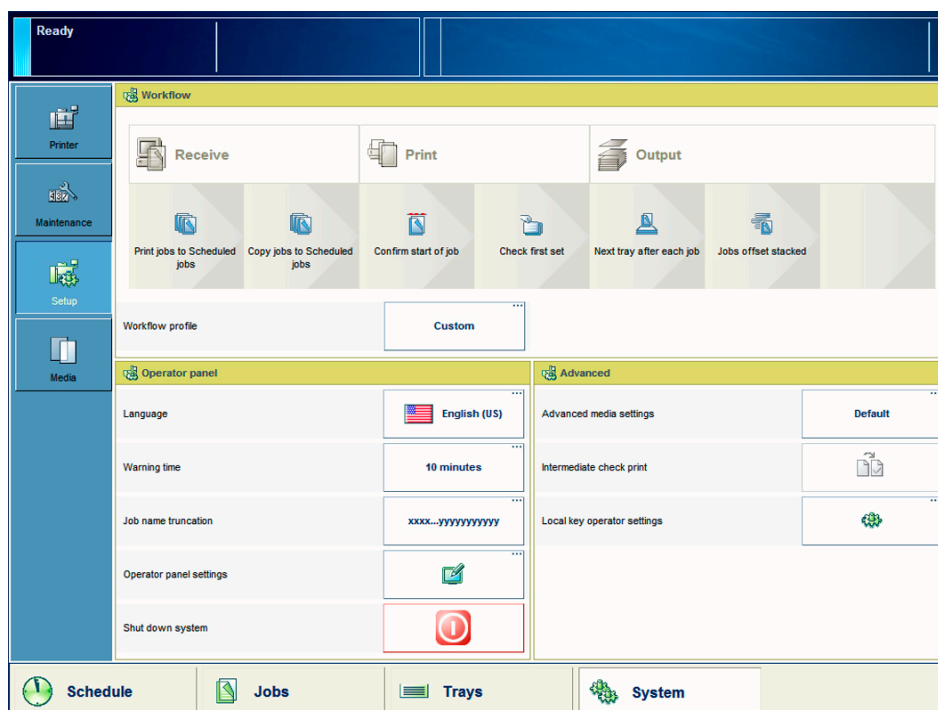 Ready
Printer
Maintenance
Setup
Media
Workflow
Receive
Print
Output
Print jobs to Scheduled
jobs
Copy jobs to Scheduled
jobs
Confirm start of job
Check first set
Next tray after each job
Jobs offset stacked
Workflow profile
Custom
Operator panel
Language
English (US)
Warning time
10 minutes
Job name truncation
xxxx...yyyyyyyyyyy
Operator panel settings
Shut down system
Advanced
Advanced media settings
Default
Intermediate check print
Local key operator settings
Schedule
Jobs
Trays
System